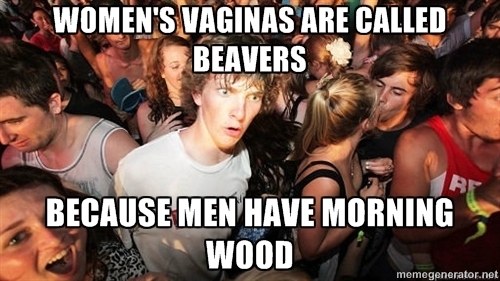 WOMEN'S VAGINAS ARE CALLED
BEAVERS
BECAUSE MEN HAVE MORNING
WOOD
memegenerator.net